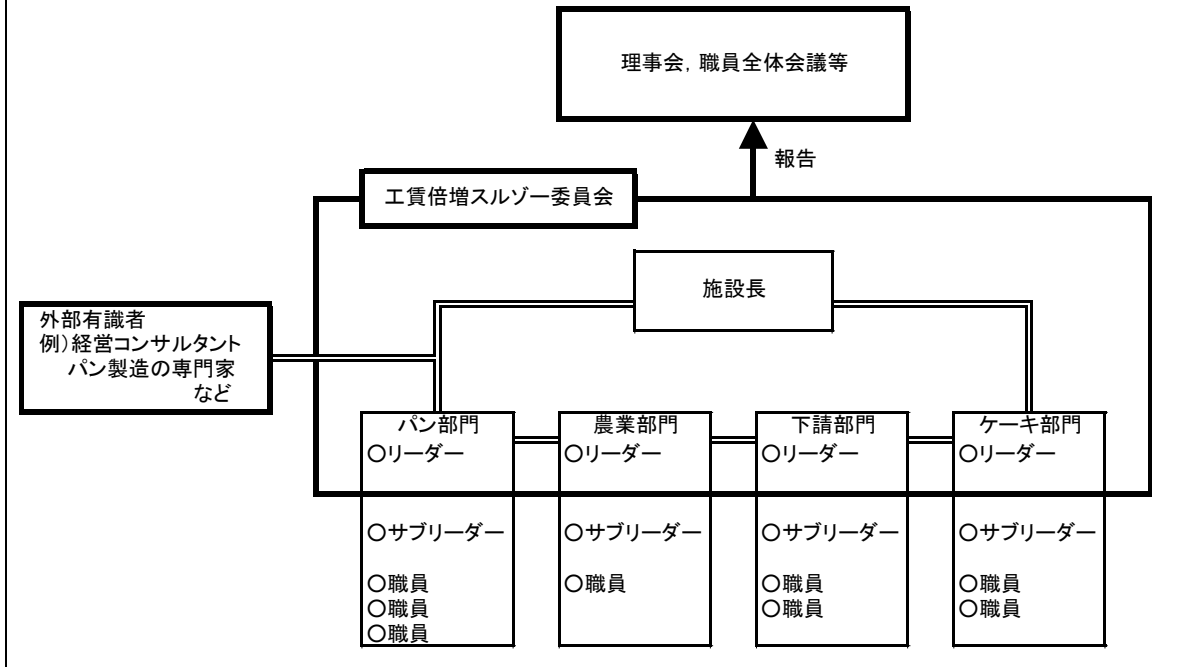 理事会，職員全体会議等
報告
工賃倍増スルゾー委員会
施設長
外部有識者
例）経営コンサルタント
パン製造の専門家
など
パン部門
○リーダー
○サブリーダー
○職員
○職員
○職員
農業部門
○リーダー
○サブリーダー
○職員
下請部門
○リーダー
○サブリーダー
○職員
○職員
ケーキ部門
○リーダー
○サブリーダー
○職員
○職員